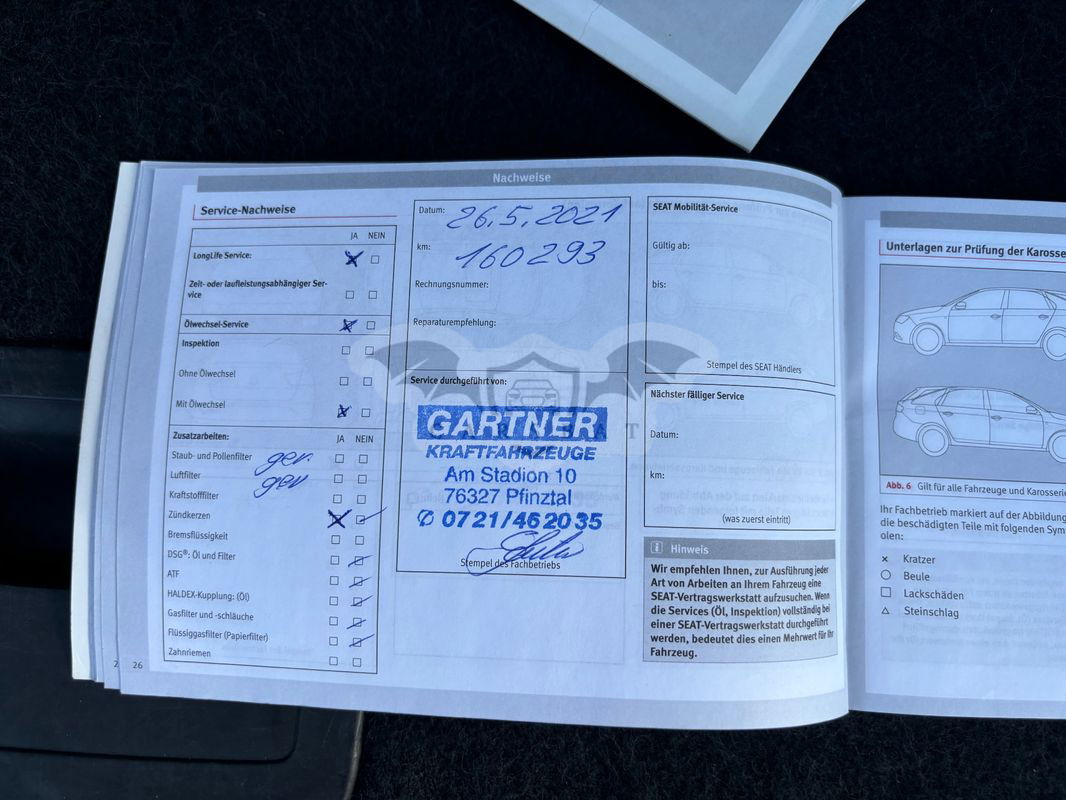 Nachweise
Service-Nachweise
JA NEIN
LongLife Service:
Zeit- oder laufleistungsabhängiger Ser-
vice
Ölwechsel-Service
Inspektion
Ohne Ölwechsel
Mit Ölwechsel
Zusatzarbeiten: JA NEIN
Staub- und Pollenfilter ger.
Luftfilter ger
Kraftstofffilter
Zündkerzen
Bremsflüssigkeit
DSG®: Öl und Filter
ATF
HALDEX-Kupplung: (Öl)
Gasfilter und -schläuche
Flüssiggasfilter (Papierfilter)
Zahnriemen
2 26
Datum: 26.5.2021
km: 160293
Rechnungsnummer:
Reparaturempfehlung:
Service durchgeführt von:
GARTNER
KRAFTFAHRZEUGE
Am Stadion 10
76327 Pfinztal
✆ 0721/462035
Stempel des Fachbetriebs
SEAT Mobilität-Service
Gültig ab:
bis:
Stempel des SEAT Händlers
Nächster fälliger Service
Datum:
km:
(was zuerst eintritt)
i Hinweis
Wir empfehlen Ihnen, zur Ausführung jeder
Art von Arbeiten an Ihrem Fahrzeug eine
SEAT-Vertragswerkstatt aufzusuchen. Wenn
die Services (Öl, Inspektion) vollständig bei
einer SEAT-Vertragswerkstatt durchgeführt
werden, bedeutet dies einen Mehrwert für Ihr
Fahrzeug.
Unterlagen zur Prüfung der Karosse
Abb. 6 Gilt für alle Fahrzeuge und Karosserie
Ihr Fachbetrieb markiert auf der Abbildung
die beschädigten Teile mit folgenden Sym
olen:
× Kratzer
○ Beule
□ Lackschäden
△ Steinschlag